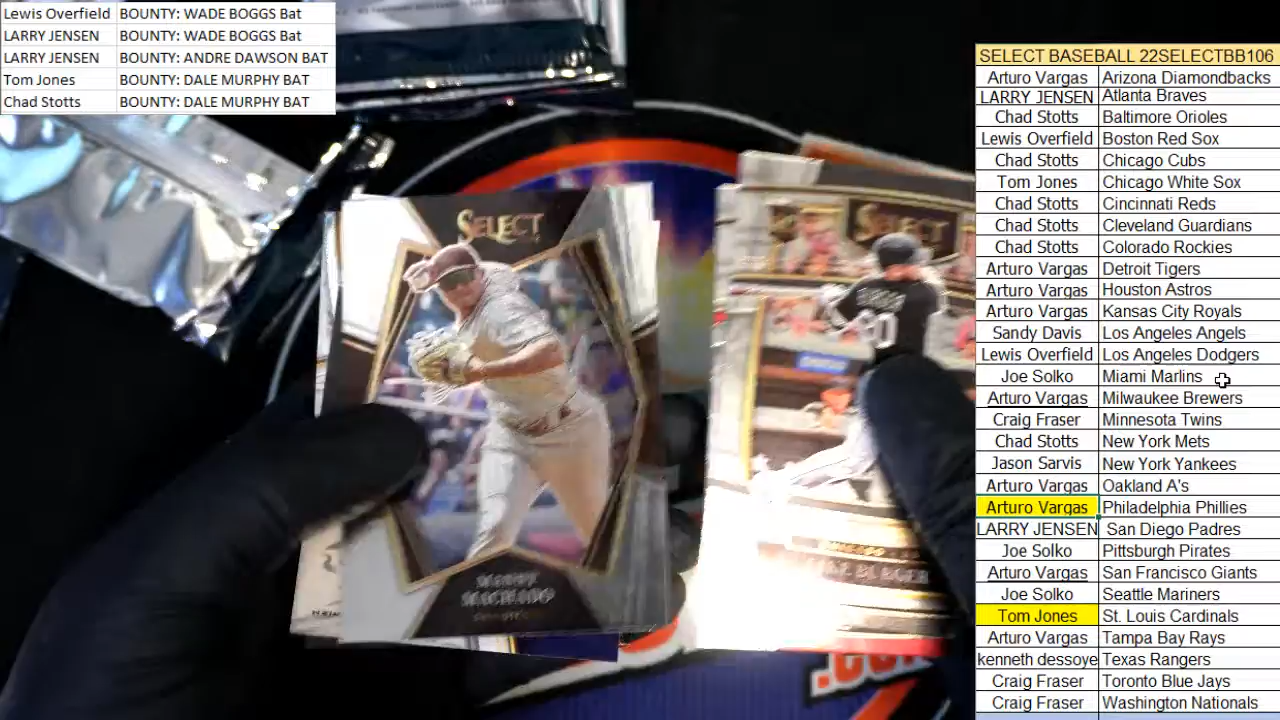 Lewis Overfield BOUNTY: WADE BOGGS Bat
LARRY JENSEN BOUNTY: WADE BOGGS Bat
LARRY JENSEN BOUNTY: ANDRE DAWSON BAT
Tom Jones BOUNTY: DALE MURPHY BAT
Chad Stotts BOUNTY: DALE MURPHY BAT
SELECT
MANNY
MACHADO
SELECT
BURGER
SELECT BASEBALL 22SELECTBB106
Arturo Vargas Arizona Diamondbacks
LARRY JENSEN Atlanta Braves
Chad Stotts Baltimore Orioles
Lewis Overfield Boston Red Sox
Chad Stotts Chicago Cubs
Tom Jones Chicago White Sox
Chad Stotts Cincinnati Reds
Chad Stotts Cleveland Guardians
Chad Stotts Colorado Rockies
Arturo Vargas Detroit Tigers
Arturo Vargas Houston Astros
Arturo Vargas Kansas City Royals
Sandy Davis Los Angeles Angels
Lewis Overfield Los Angeles Dodgers
Joe Solko Miami Marlins
Arturo Vargas Milwaukee Brewers
Craig Fraser Minnesota Twins
Chad Stotts New York Mets
Jason Sarvis New York Yankees
Arturo Vargas Oakland A's
Arturo Vargas Philadelphia Phillies
LARRY JENSEN San Diego Padres
Joe Solko Pittsburgh Pirates
Arturo Vargas San Francisco Giants
Joe Solko Seattle Mariners
Tom Jones St. Louis Cardinals
Arturo Vargas Tampa Bay Rays
kenneth dessoye Texas Rangers
Craig Fraser Toronto Blue Jays
Craig Fraser Washington Nationals